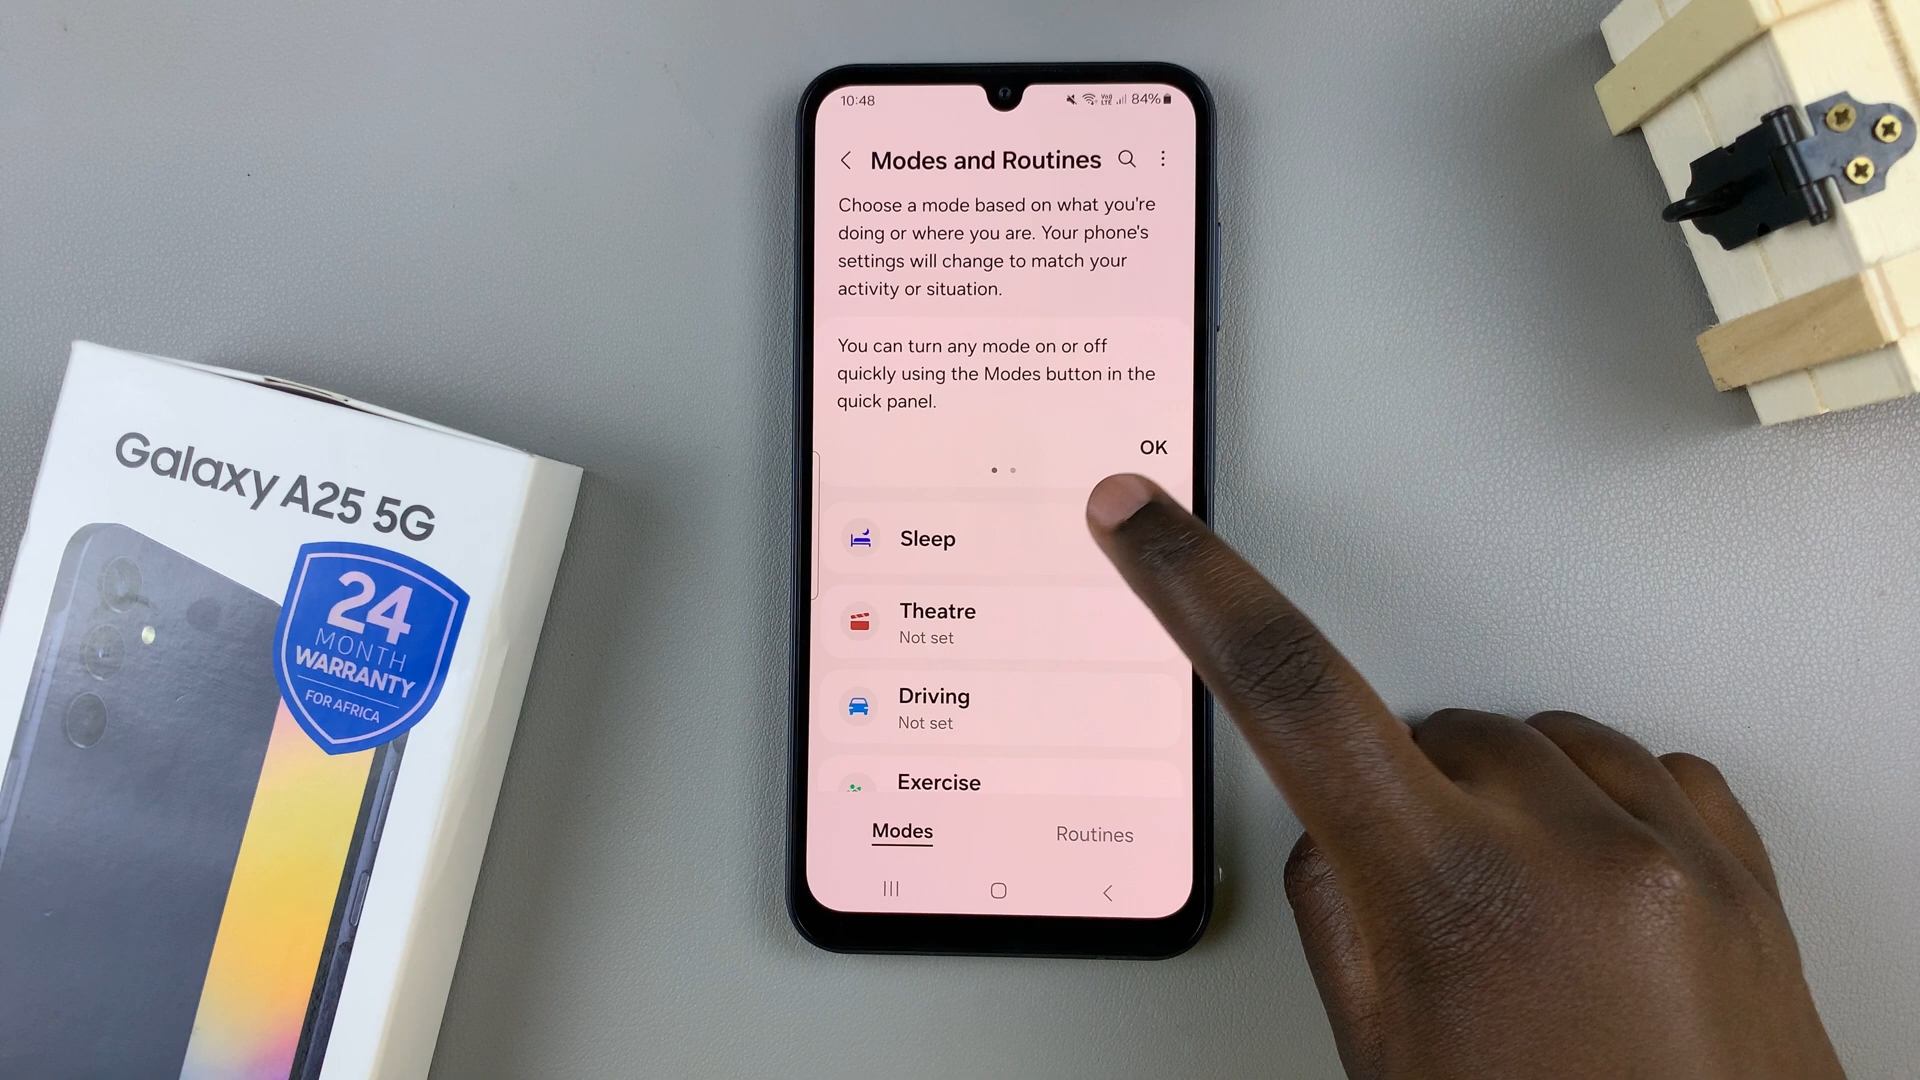 10:48
Vo)) LTE 84%
Modes and Routines
Choose a mode based on what you're
doing or where you are. Your phone's
settings will change to match your
activity or situation.
You can turn any mode on or off
quickly using the Modes button in the
quick panel.
OK
Sleep
Theatre
Not set
Driving
Not set
Exercise
Modes
Routines
Galaxy A25 5G
24
MONTH
WARRANTY
FOR AFRICA